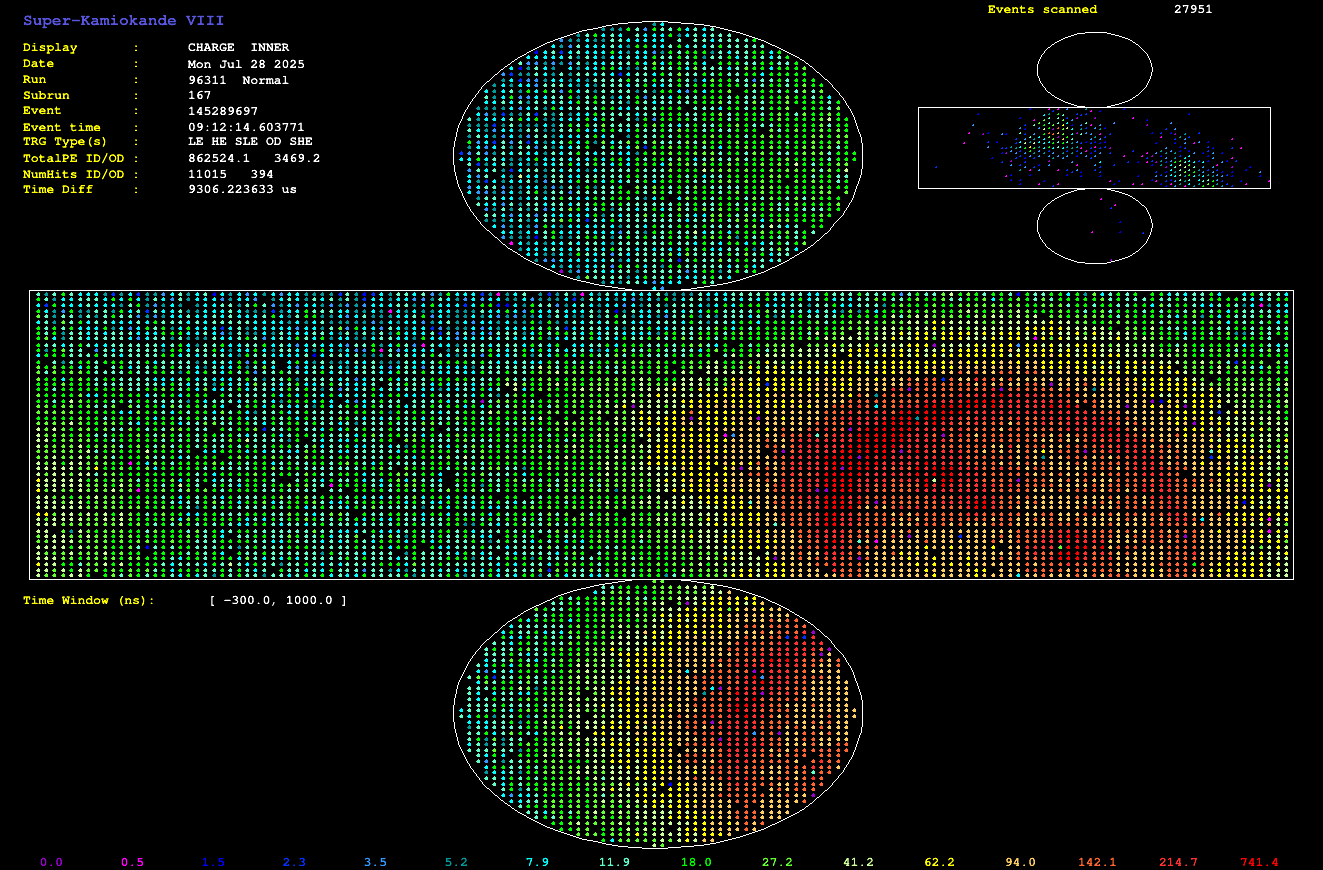 Super-Kamiokande VIII
Events scanned 27951
Display : CHARGE INNER
Date : Mon Jul 28 2025
Run : 96311 Normal
Subrun : 167
Event : 145289697
Event time : 09:12:14.603771
TRG Type(s) : LE HE SLE OD SHE
TotalPE ID/OD : 862524.1 3469.2
NumHits ID/OD : 11015 394
Time Diff : 9306.223633 us
Time Window (ns): [ -300.0, 1000.0 ]
0.0 0.5 1.5 2.3 3.5 5.2 7.9 11.9 18.0 27.2 41.2 62.2 94.0 142.1 214.7 741.4